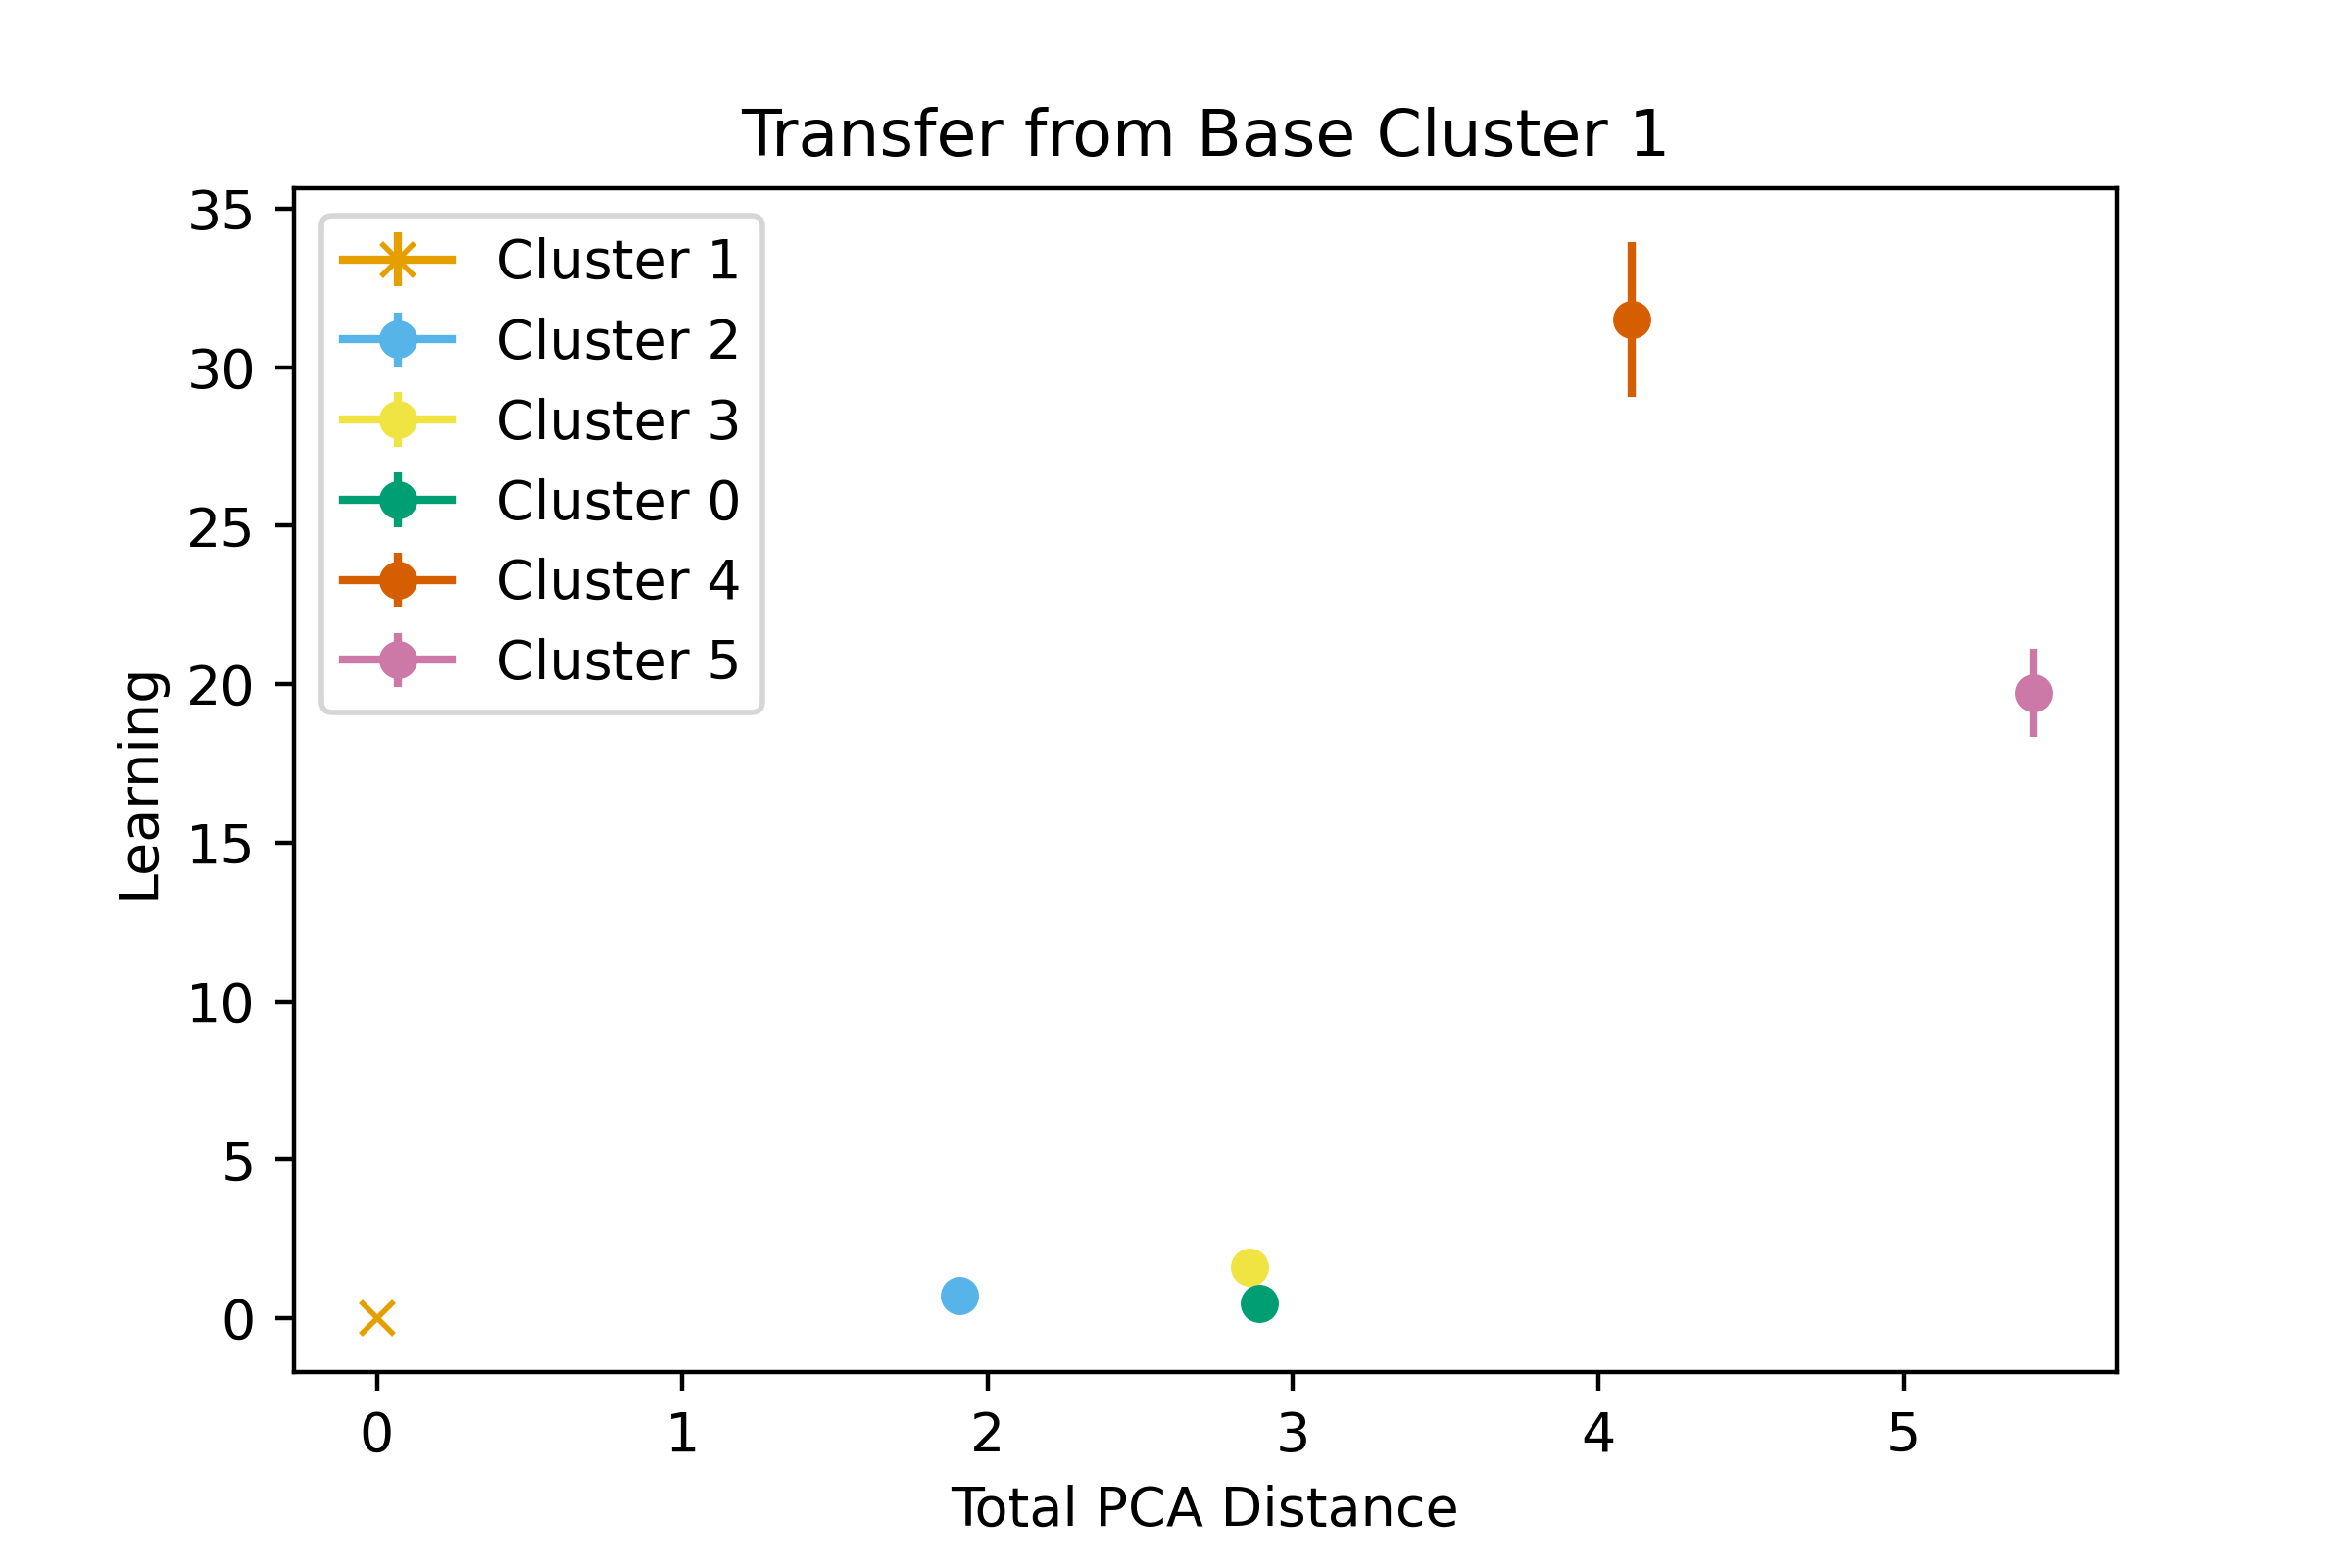 Transfer from Base Cluster 1
35
30
25
20
15
10
5
0
Learning
Cluster 1
Cluster 2
Cluster 3
Cluster 0
Cluster 4
Cluster 5
0 1 2 3 4 5
Total PCA Distance